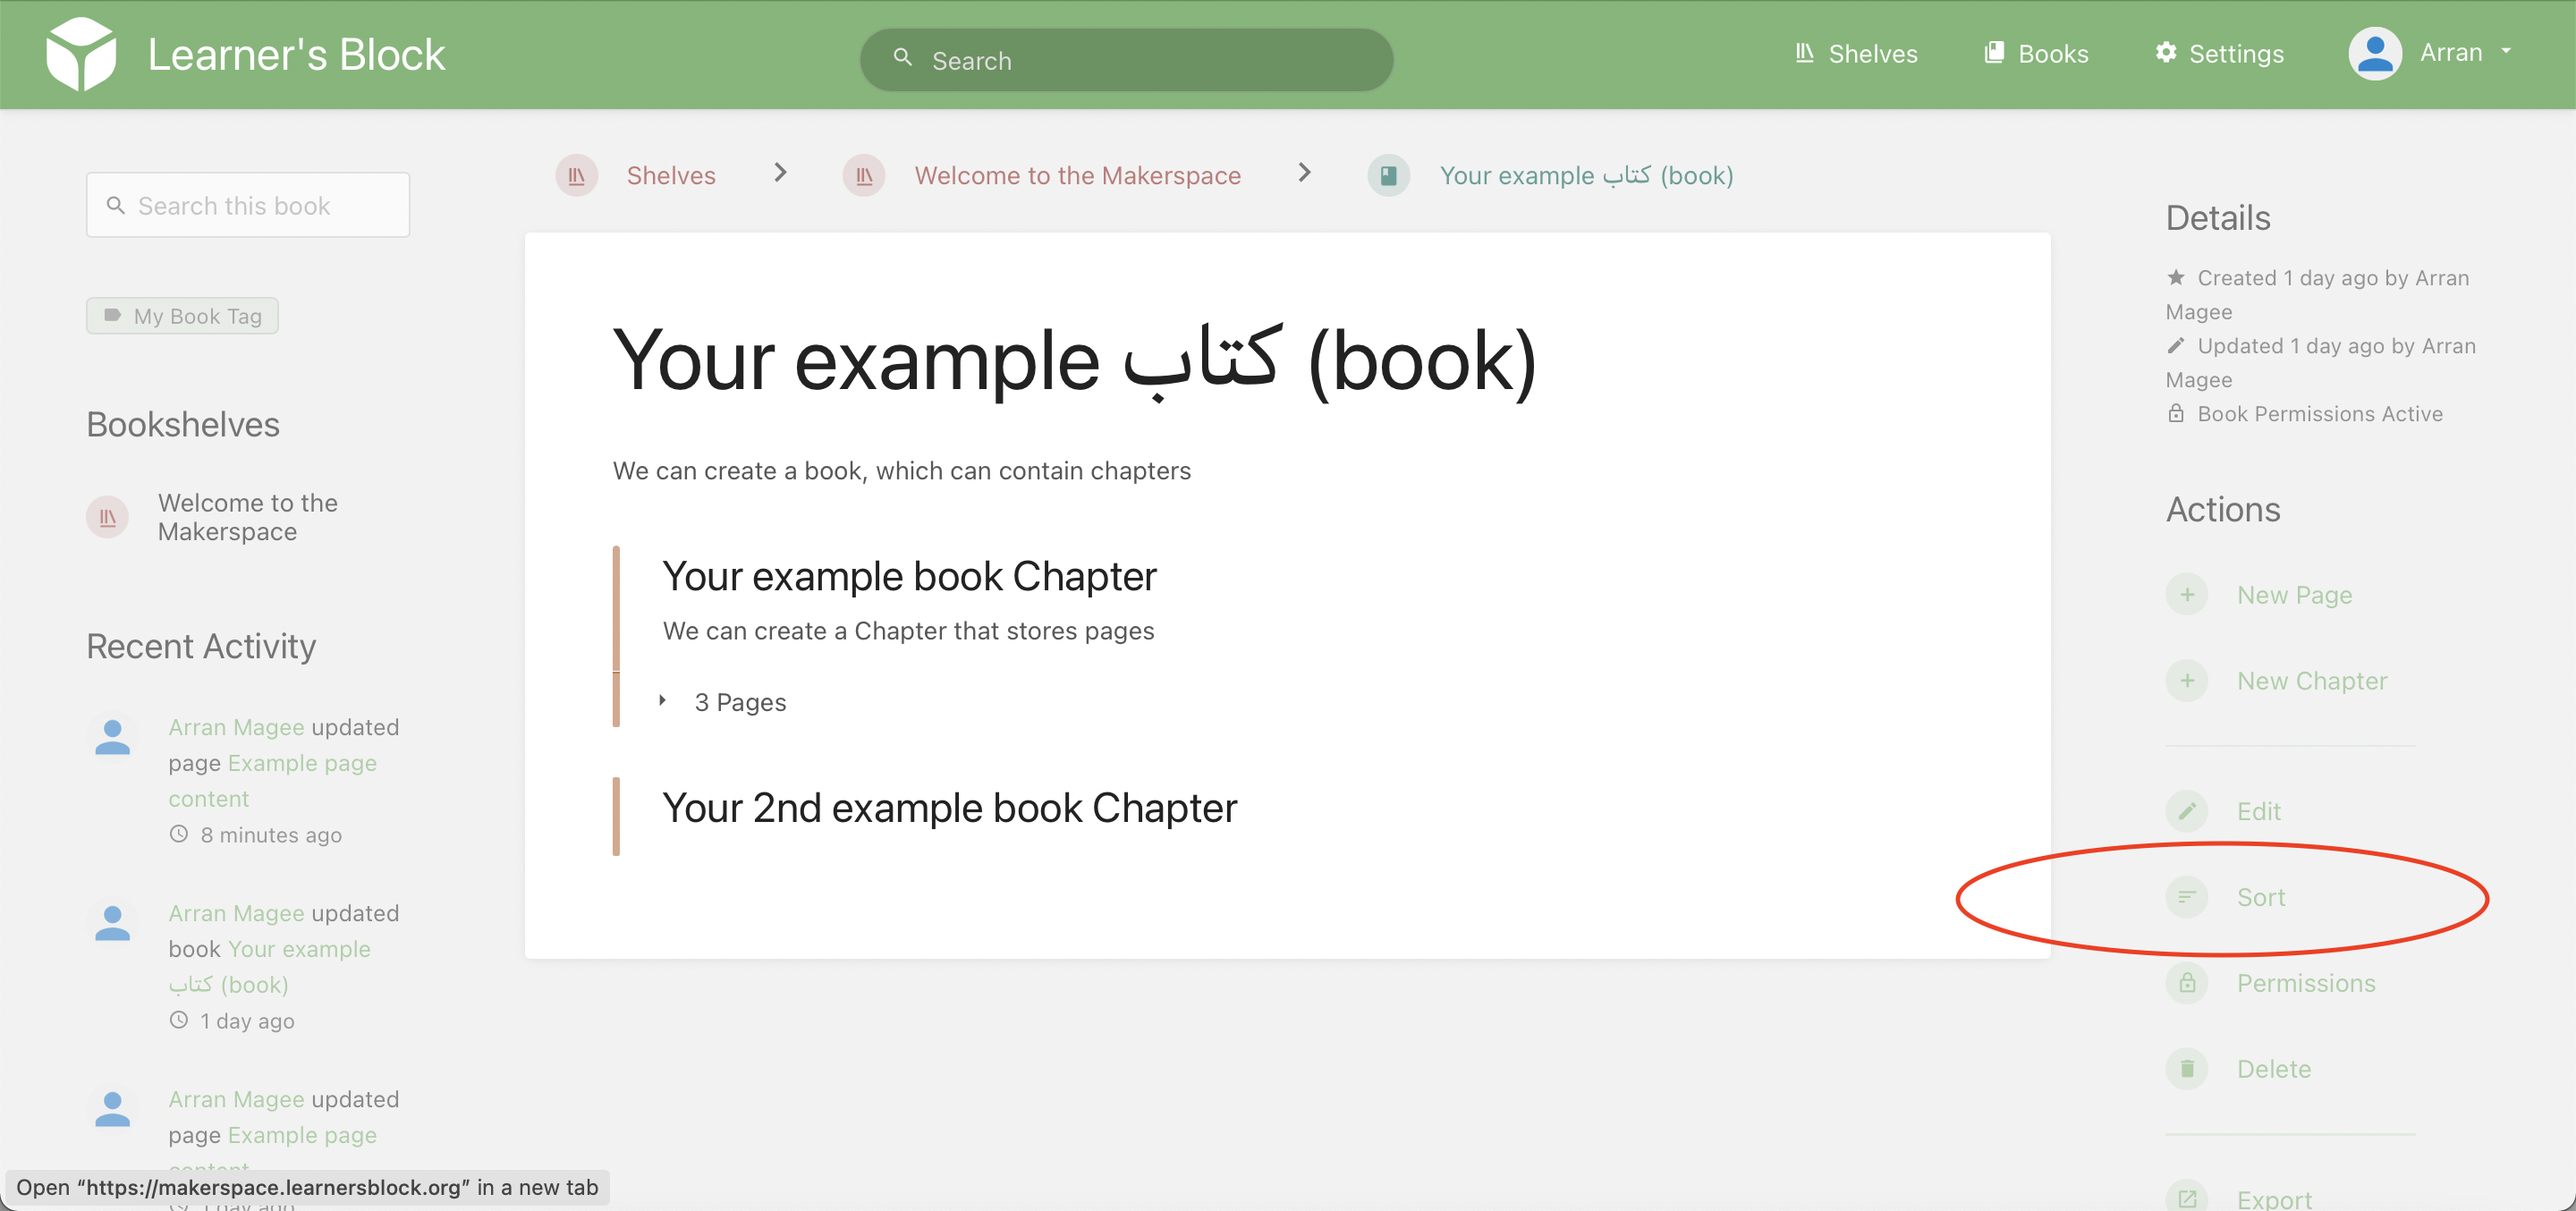 Learner's Block
Search
Shelves
Books
Settings
Arran
Search this book
My Book Tag
Bookshelves
Welcome to the
Makerspace
Recent Activity
Arran Magee updated
page Example page
content
8 minutes ago
Arran Magee updated
book Your example
كتاب (book)
1 day ago
Arran Magee updated
page Example page
content
1 day ago
Open “https://makerspace.learnersblock.org” in a new tab
Shelves
Welcome to the Makerspace
Your example كتاب (book)
Your example كتاب (book)
We can create a book, which can contain chapters
Your example book Chapter
We can create a Chapter that stores pages
3 Pages
Your 2nd example book Chapter
Details
Created 1 day ago by Arran
Magee
Updated 1 day ago by Arran
Magee
Book Permissions Active
Actions
New Page
New Chapter
Edit
Sort
Permissions
Delete
Export